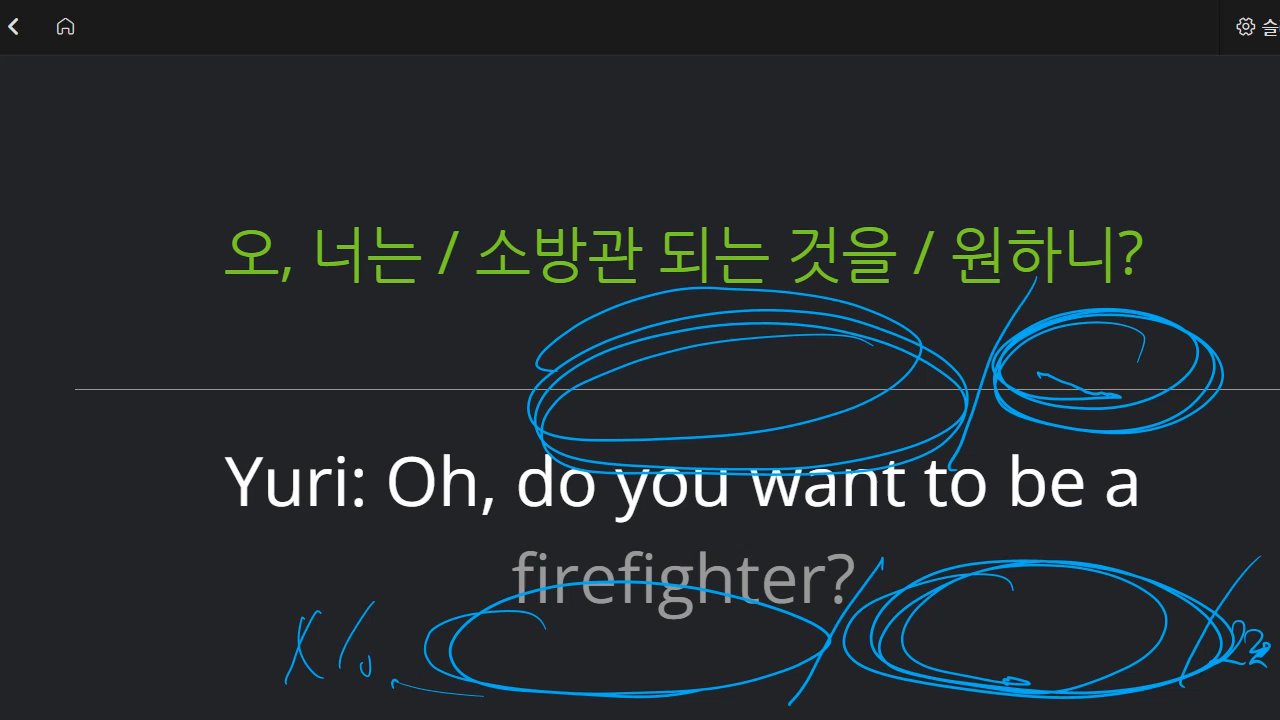 슬
오, 너는 / 소방관 되는 것을 / 원하니?
Yuri: Oh, do you want to be a
firefighter?